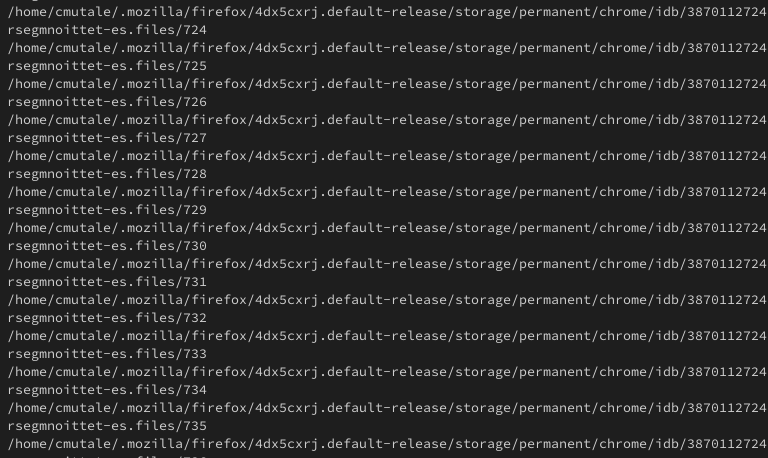 /home/cmutale/.mozilla/firefox/4dx5cxrj.default-release/storage/permanent/chrome/idb/3870112724
rsegmnoittet-es.files/724
/home/cmutale/.mozilla/firefox/4dx5cxrj.default-release/storage/permanent/chrome/idb/3870112724
rsegmnoittet-es.files/725
/home/cmutale/.mozilla/firefox/4dx5cxrj.default-release/storage/permanent/chrome/idb/3870112724
rsegmnoittet-es.files/726
/home/cmutale/.mozilla/firefox/4dx5cxrj.default-release/storage/permanent/chrome/idb/3870112724
rsegmnoittet-es.files/727
/home/cmutale/.mozilla/firefox/4dx5cxrj.default-release/storage/permanent/chrome/idb/3870112724
rsegmnoittet-es.files/728
/home/cmutale/.mozilla/firefox/4dx5cxrj.default-release/storage/permanent/chrome/idb/3870112724
rsegmnoittet-es.files/729
/home/cmutale/.mozilla/firefox/4dx5cxrj.default-release/storage/permanent/chrome/idb/3870112724
rsegmnoittet-es.files/730
/home/cmutale/.mozilla/firefox/4dx5cxrj.default-release/storage/permanent/chrome/idb/3870112724
rsegmnoittet-es.files/731
/home/cmutale/.mozilla/firefox/4dx5cxrj.default-release/storage/permanent/chrome/idb/3870112724
rsegmnoittet-es.files/732
/home/cmutale/.mozilla/firefox/4dx5cxrj.default-release/storage/permanent/chrome/idb/3870112724
rsegmnoittet-es.files/733
/home/cmutale/.mozilla/firefox/4dx5cxrj.default-release/storage/permanent/chrome/idb/3870112724
rsegmnoittet-es.files/734
/home/cmutale/.mozilla/firefox/4dx5cxrj.default-release/storage/permanent/chrome/idb/3870112724
rsegmnoittet-es.files/735
/home/cmutale/.mozilla/firefox/4dx5cxrj.default-release/storage/permanent/chrome/idb/3870112724